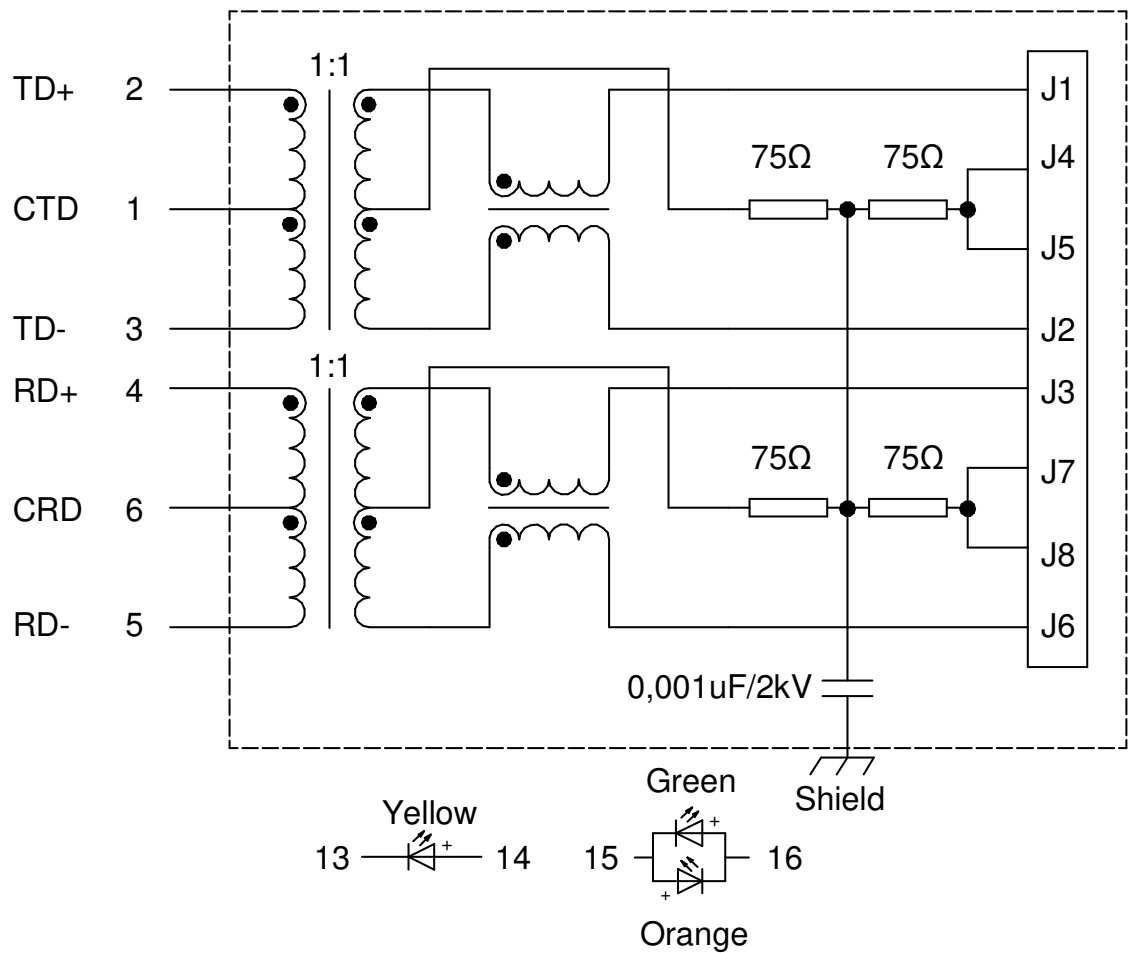 1:1
TD+ 2
J1
75Ω 75Ω
J4
CTD 1
J5
TD- 3
J2
1:1
RD+ 4
J3
75Ω 75Ω
J7
CRD 6
J8
RD- 5
J6
0,001uF/2kV
Shield
Green
Yellow
+
+
13 14
15 16
+
Orange